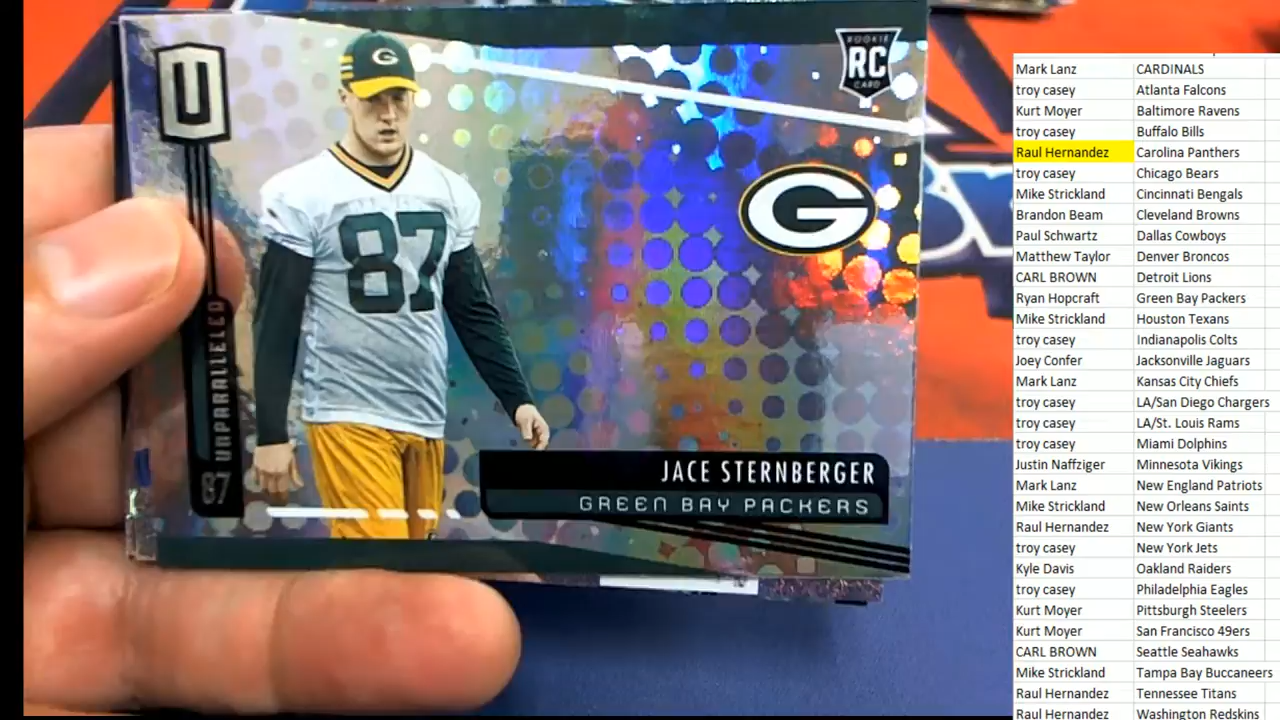 U
ROOKIE
RC
CARD
G
G
87
UNPARALLELED
87
JACE STERNBERGER
GREEN BAY PACKERS
Mark Lanz CARDINALS
troy casey Atlanta Falcons
Kurt Moyer Baltimore Ravens
troy casey Buffalo Bills
Raul Hernandez Carolina Panthers
troy casey Chicago Bears
Mike Strickland Cincinnati Bengals
Brandon Beam Cleveland Browns
Paul Schwartz Dallas Cowboys
Matthew Taylor Denver Broncos
CARL BROWN Detroit Lions
Ryan Hopcraft Green Bay Packers
Mike Strickland Houston Texans
troy casey Indianapolis Colts
Joey Confer Jacksonville Jaguars
Mark Lanz Kansas City Chiefs
troy casey LA/San Diego Chargers
troy casey LA/St. Louis Rams
troy casey Miami Dolphins
Justin Naffziger Minnesota Vikings
Mark Lanz New England Patriots
Mike Strickland New Orleans Saints
Raul Hernandez New York Giants
troy casey New York Jets
Kyle Davis Oakland Raiders
troy casey Philadelphia Eagles
Kurt Moyer Pittsburgh Steelers
Kurt Moyer San Francisco 49ers
CARL BROWN Seattle Seahawks
Mike Strickland Tampa Bay Buccaneers
Raul Hernandez Tennessee Titans
Raul Hernandez Washington Redskins